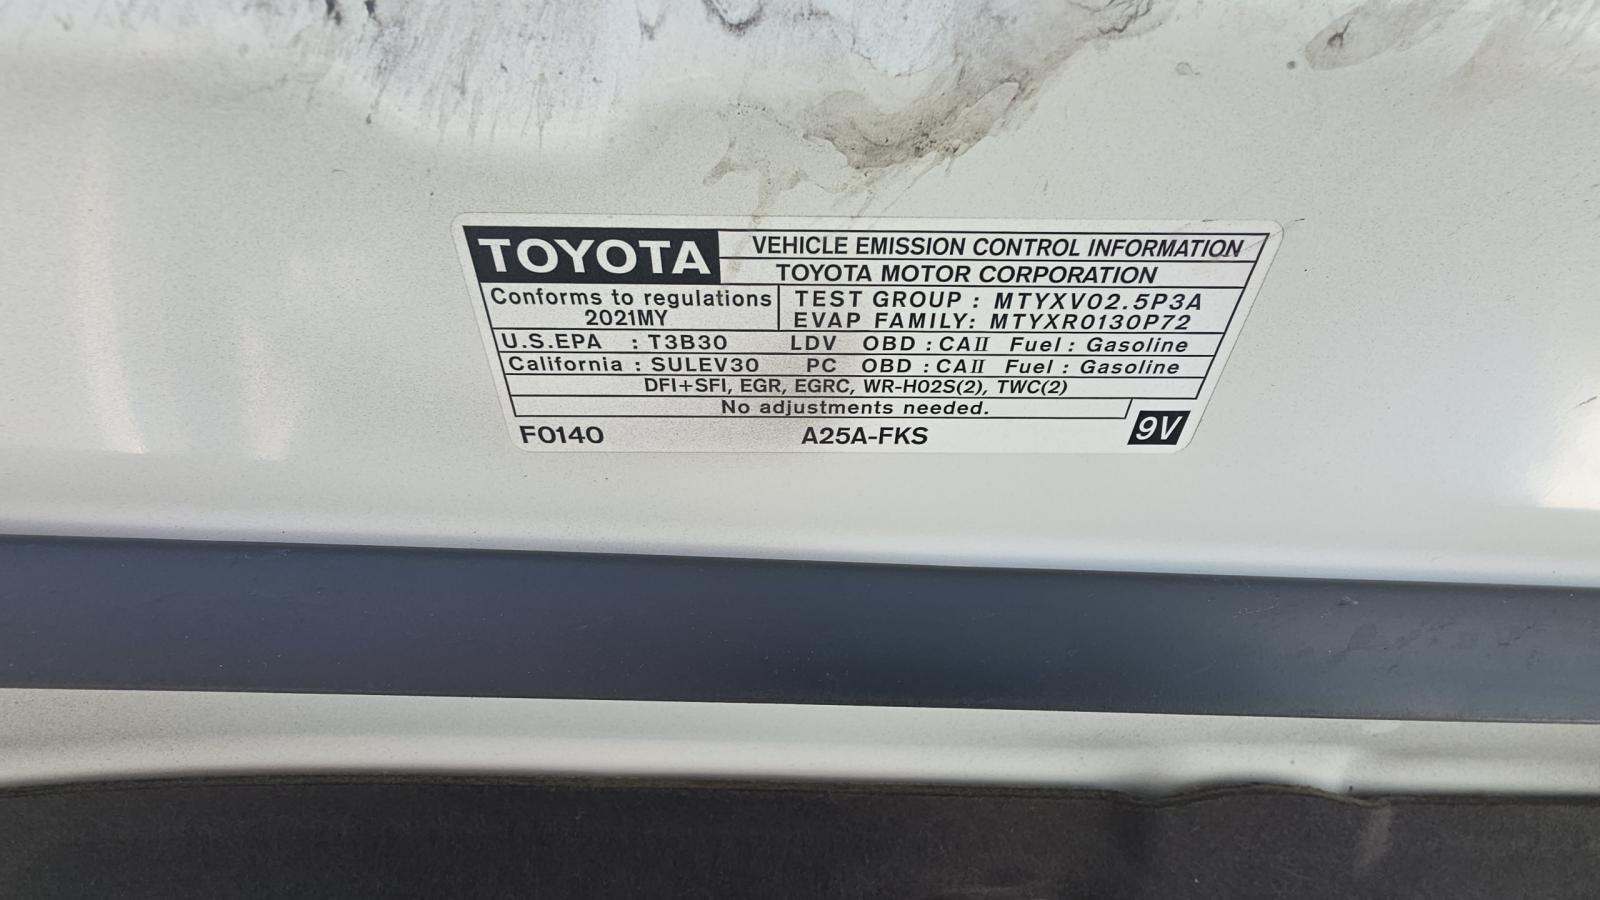 TOYOTA VEHICLE EMISSION CONTROL INFORMATION
TOYOTA MOTOR CORPORATION
Conforms to regulations 2021MY
TEST GROUP : MTYXV02.5P3A
EVAP FAMILY: MTYXR0130P72
U.S.EPA : T3B30 LDV OBD : CAII Fuel : Gasoline
California : SULEV30 PC OBD : CAII Fuel : Gasoline
DFI+SFI, EGR, EGRC, WR-HO2S(2), TWC(2)
No adjustments needed.
F0140 A25A-FKS 9V